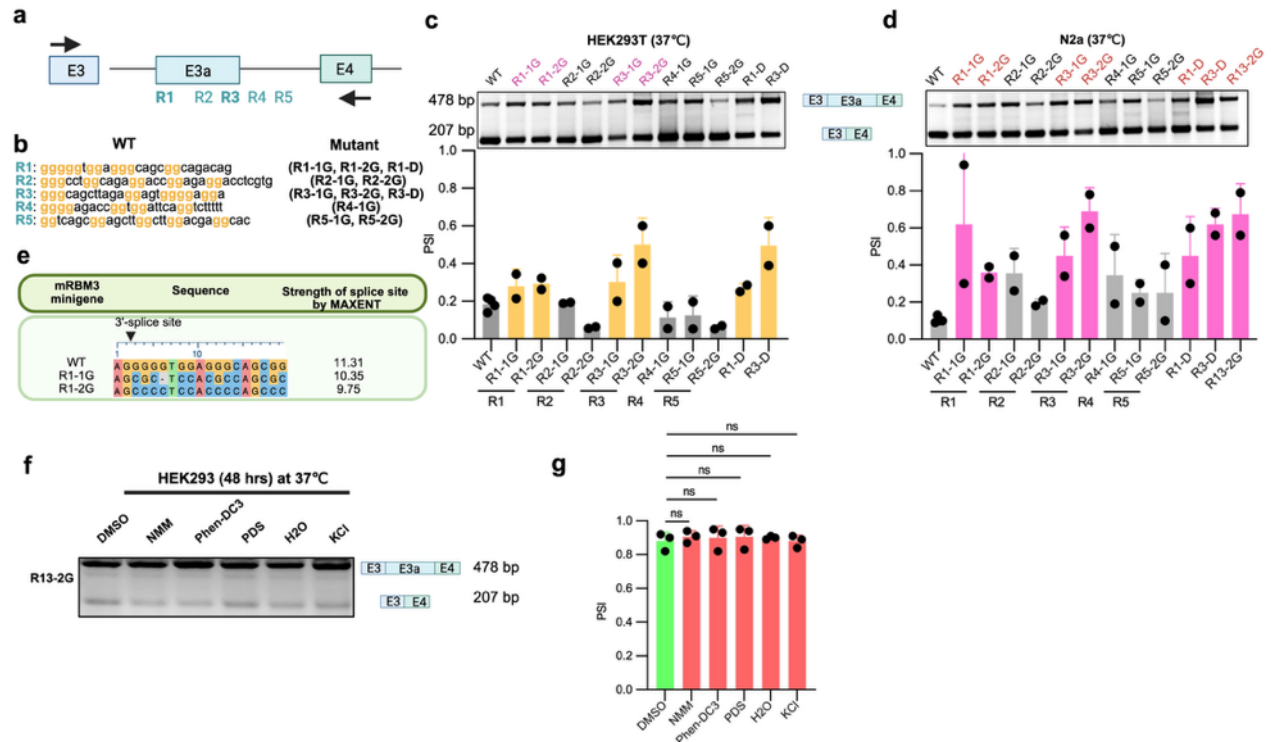 a
E3
E3a
E4
R1 R2 R3 R4 R5
b
WT
Mutant
R1: gggggtggagggcagcggcagacag (R1-1G, R1-2G, R1-D)
R2: gggcctggcagaggaccggagaggacctcgtg (R2-1G, R2-2G)
R3: gggcagcttagaggagtggggagga (R3-1G, R3-2G, R3-D)
R4: gggggagaccggtggattcaggtctttttt (R4-1G)
R5: ggtcagcggagcttggcttggacgaggcac (R5-1G, R5-2G)
e
mRBM3 minigene
Sequence
Strength of splice site by MAXENT
3'-splice site
1 10
WT AGGGGGTGGAGGGCAGCGG 11.31
R1-1G AGCGC-TCCACGCCAGCGC 10.35
R1-2G AGCCCCTCCACCCCAGCCC 9.75
c
HEK293T (37℃)
WT R1-1G R1-2G R2-1G R2-2G R3-1G R3-2G R4-1G R5-1G R5-2G R1-D R3-D
478 bp
207 bp
E3 E3a E4
E3 E4
PSI
1.0
0.8
0.6
0.4
0.2
0.0
WT R1-1G R1-2G R2-1G R2-2G R3-1G R3-2G R4-1G R5-1G R5-2G R1-D R3-D
R1 R2 R3 R4 R5
d
N2a (37℃)
WT R1-1G R1-2G R2-1G R2-2G R3-1G R3-2G R4-1G R5-1G R5-2G R1-D R3-D R13-2G
PSI
1.0
0.8
0.6
0.4
0.2
0.0
WT R1-1G R1-2G R2-1G R2-2G R3-1G R3-2G R4-1G R5-1G R5-2G R1-D R3-D R13-2G
R1 R2 R3 R4 R5
f
HEK293 (48 hrs) at 37℃
DMSO NMM Phen-DC3 PDS H2O KCl
R13-2G
E3 E3a E4 478 bp
E3 E4 207 bp
g
ns
ns
ns
ns
ns
PSI
1.0
0.8
0.6
0.4
0.2
0.0
DMSO NMM Phen-DC3 PDS H2O KCl